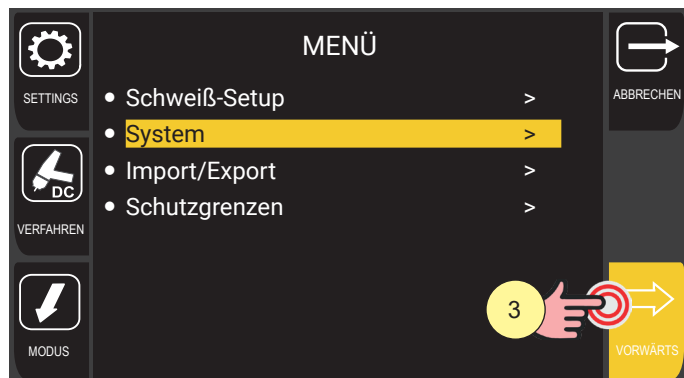 MENÜ
SETTINGS
ABBRECHEN
• Schweiß-Setup >
• System >
• Import/Export >
• Schutzgrenzen >
DC
VERFAHREN
3
MODUS
VORWÄRTS